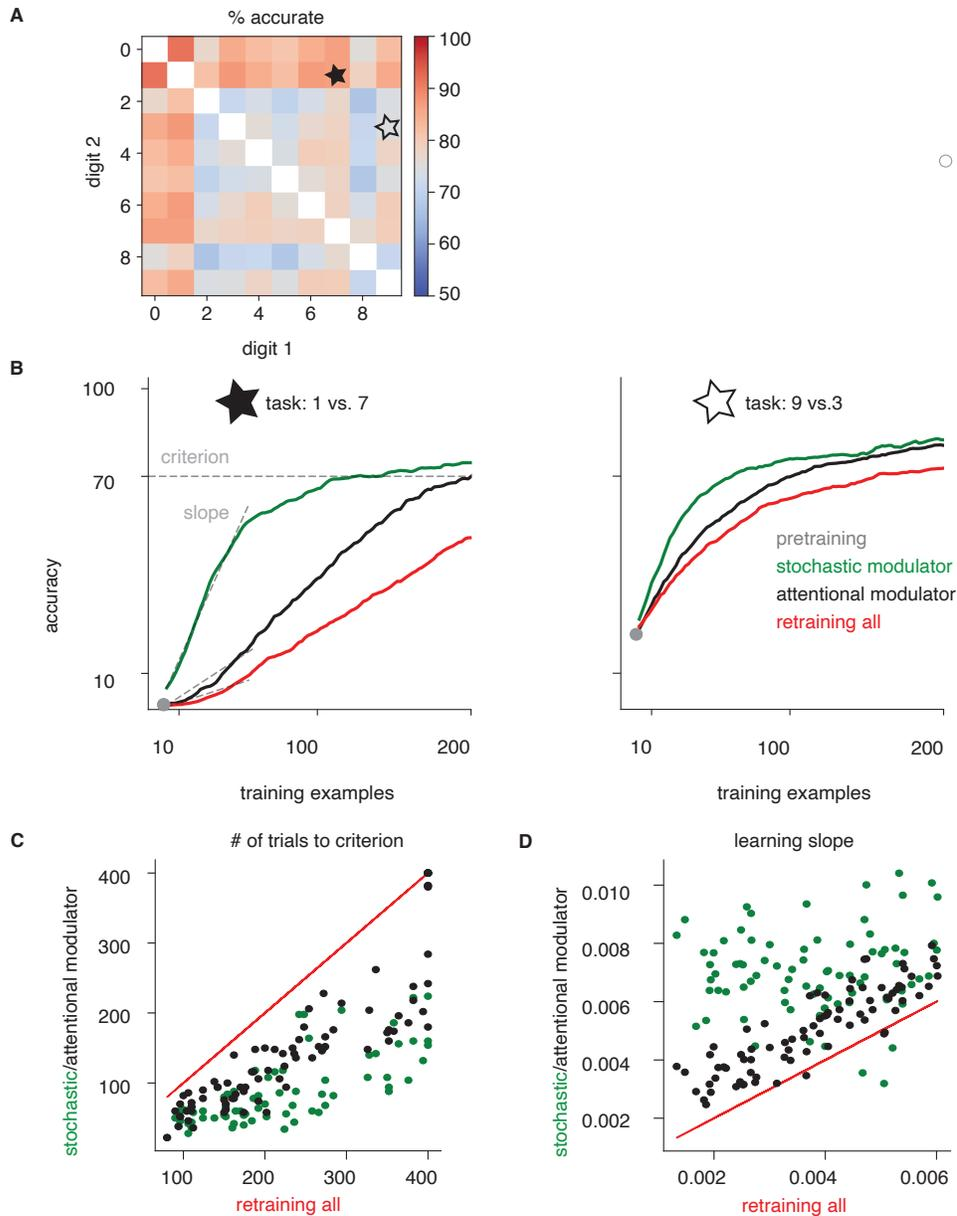 A
% accurate
0
2
4
6
8
digit 2
0 2 4 6 8
digit 1
100
90
80
70
60
50
B
100
70
10
accuracy
task: 1 vs. 7
criterion
slope
10 100 200
training examples
task: 9 vs.3
pretraining
stochastic modulator
attentional modulator
retraining all
10 100 200
training examples
C
# of trials to criterion
400
300
200
100
stochastic/attentional modulator
100 200 300 400
retraining all
D
learning slope
0.010
0.008
0.006
0.004
0.002
stochastic/attentional modulator
0.002 0.004 0.006
retraining all